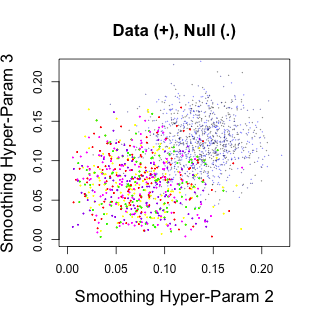 Data (+), Null (.)
Smoothing Hyper-Param 3
0.20
0.15
0.10
0.05
0.00
0.00 0.05 0.10 0.15 0.20
Smoothing Hyper-Param 2